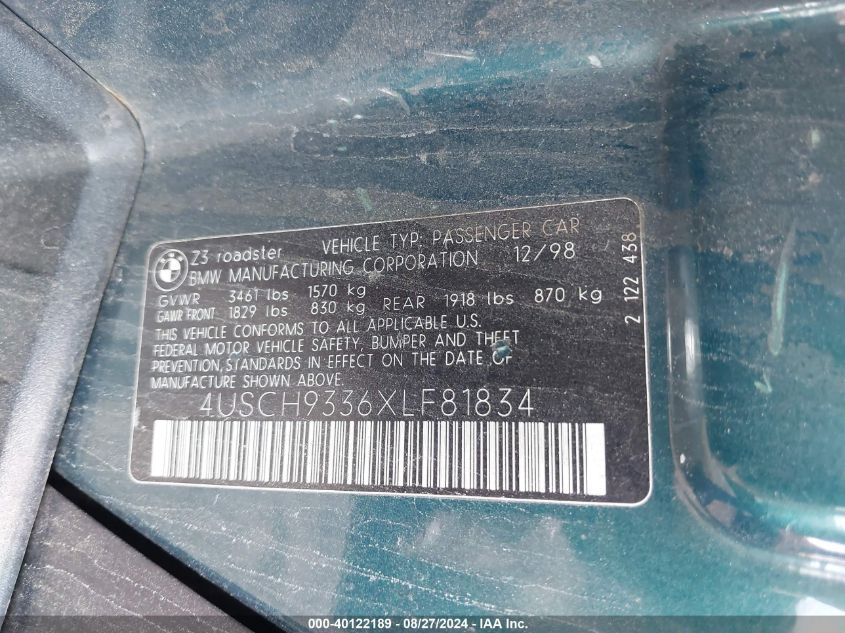 BMW
Z3 roadster VEHICLE TYP: PASSENGER CAR
BMW MANUFACTURING CORPORATION 12/98
GVWR 3461 lbs 1570 kg
GAWR FRONT 1829 lbs 830 kg REAR 1918 lbs 870 kg
THIS VEHICLE CONFORMS TO ALL APPLICABLE U.S.
FEDERAL MOTOR VEHICLE SAFETY, BUMPER AND THEFT
PREVENTION, STANDARDS IN EFFECT ON THE DATE OF
MANUFACTURE SHOWN ABOVE.
4USCH9336XLF81834
2 122 438
000-40122189 - 08/27/2024 - IAA Inc.